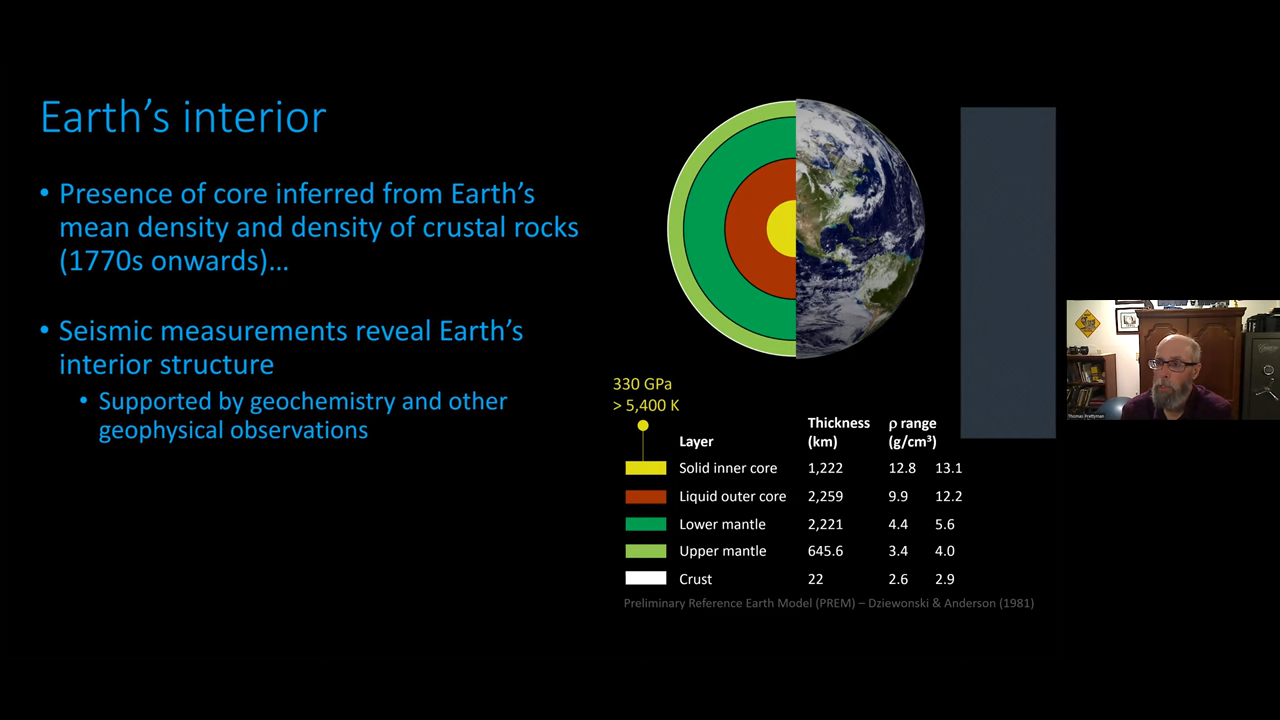 Earth's interior
• Presence of core inferred from Earth's
mean density and density of crustal rocks
(1770s onwards)…
• Seismic measurements reveal Earth's
interior structure
• Supported by geochemistry and other
geophysical observations
330 GPa
> 5,400 K
Layer Thickness (km) ρ range (g/cm³)
Solid inner core 1,222 12.8 13.1
Liquid outer core 2,259 9.9 12.2
Lower mantle 2,221 4.4 5.6
Upper mantle 645.6 3.4 4.0
Crust 22 2.6 2.9
Preliminary Reference Earth Model (PREM) – Dziewonski & Anderson (1981)
Thomas Prettyman